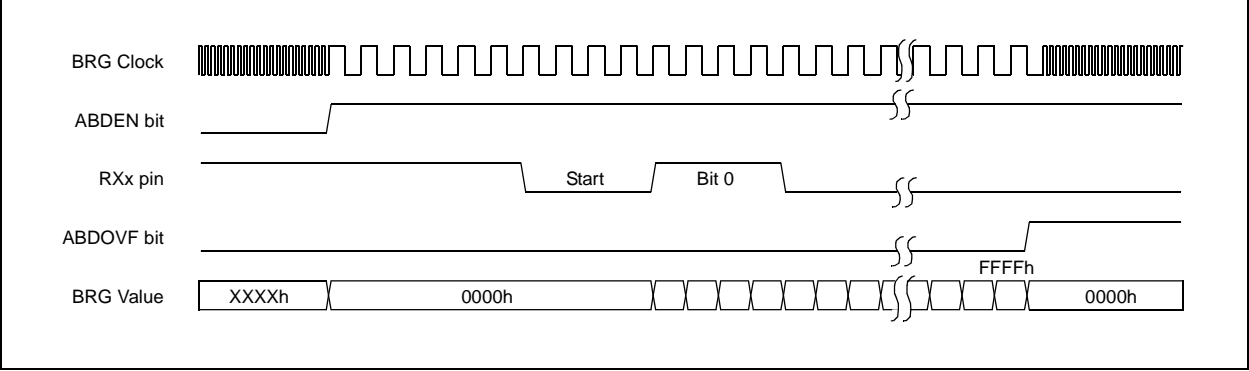 BRG Clock
ABDEN bit
RXx pin
Start
Bit 0
ABDOVF bit
FFFFh
BRG Value
XXXXh
0000h
0000h